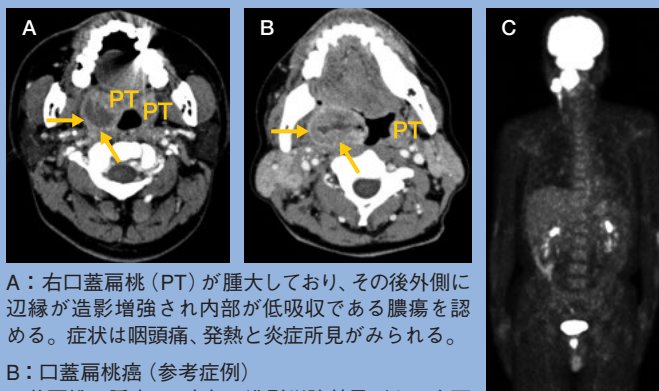 A
B
C
PT
PT
PT
A：右口蓋扁桃（PT）が腫大しており、その後外側に
辺縁が造影増強され内部が低吸収である膿瘍を認
める。症状は咽頭痛、発熱と炎症所見がみられる。
B：口蓋扁桃癌（参考症例）